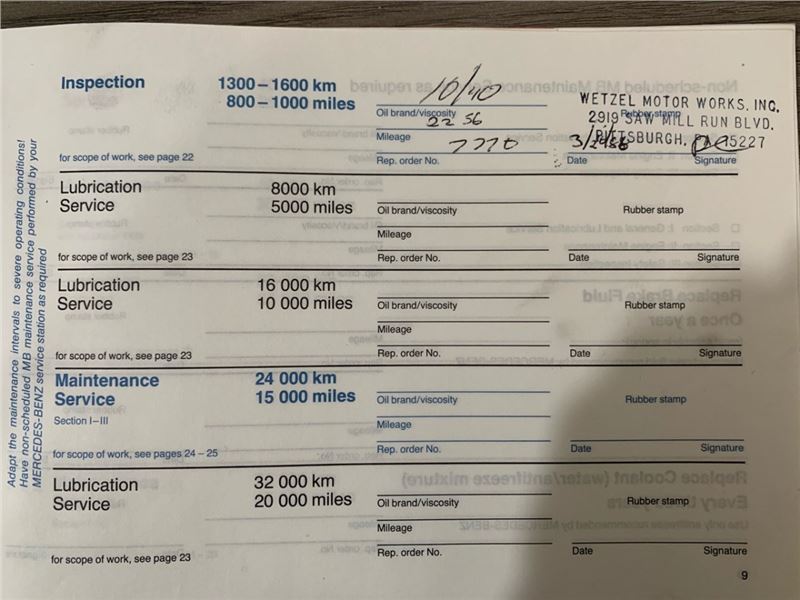 Adapt the maintenance intervals to severe operating conditions!
Have non-scheduled MB maintenance service performed by your
MERCEDES-BENZ service station as required
Inspection 1300–1600 km
800–1000 miles
10/40
Oil brand/viscosity
2256
Mileage
7770
Rep. order No.
for scope of work, see page 22
WETZEL MOTOR WORKS, INC.
2919 SAW MILL RUN BLVD.
Rubber stamp
PITTSBURGH, PA 15227
Date Signature
Lubrication 8000 km
Service 5000 miles
Oil brand/viscosity Rubber stamp
Mileage
for scope of work, see page 23 Rep. order No. Date Signature
Lubrication 16 000 km
Service 10 000 miles
Oil brand/viscosity Rubber stamp
Mileage
for scope of work, see page 23 Rep. order No. Date Signature
Maintenance 24 000 km
Service 15 000 miles
Oil brand/viscosity Rubber stamp
Section I–III
Mileage
for scope of work, see pages 24–25 Rep. order No. Date Signature
Lubrication 32 000 km
Service 20 000 miles
Oil brand/viscosity Rubber stamp
Mileage
for scope of work, see page 23 Rep. order No. Date Signature
9